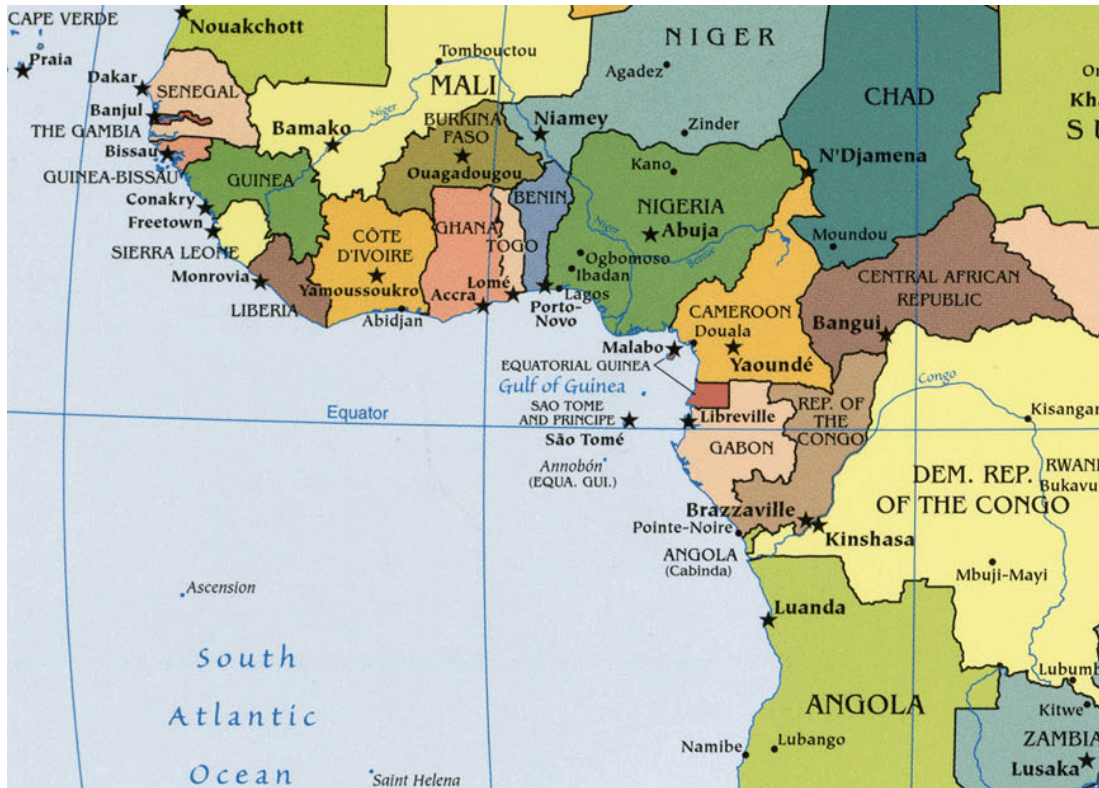 CAPE VERDE
Nouakchott
NIGER
Praia
Tombouctou
Agadez
Dakar
SENEGAL
MALI
CHAD
Banjul
Niger
THE GAMBIA
Bamako
BURKINA
FASO
Niamey
Zinder
Bissau
Ouagadougou
Kano
N'Djamena
GUINEA-BISSAU
GUINEA
BENIN
Conakry
NIGERIA
Freetown
GHANA
Niger
Abuja
CÔTE
D'IVOIRE
TOGO
Benue
Moundou
SIERRA LEONE
Ogbomoso
Ibadan
Monrovia
Yamoussoukro
Lomé
Lagos
CENTRAL AFRICAN
REPUBLIC
LIBERIA
Abidjan
Accra
Porto-
Novo
CAMEROON
Douala
Bangui
Malabo
Yaoundé
EQUATORIAL GUINEA
Gulf of Guinea
Congo
SAO TOME
AND PRINCIPE
Equator
Libreville
REP. OF
THE
CONGO
Kisangan
São Tomé
GABON
Annobón
(EQUA. GUI.)
DEM. REP.
OF THE CONGO
RWAN
Bukavu
Brazzaville
Pointe-Noire
Kinshasa
ANGOLA
(Cabinda)
Mbuji-Mayi
Ascension
Luanda
South
Atlantic
Ocean
Lubumb
ANGOLA
Kitwe
Namibe
Lubango
ZAMBIA
Lusaka
Saint Helena